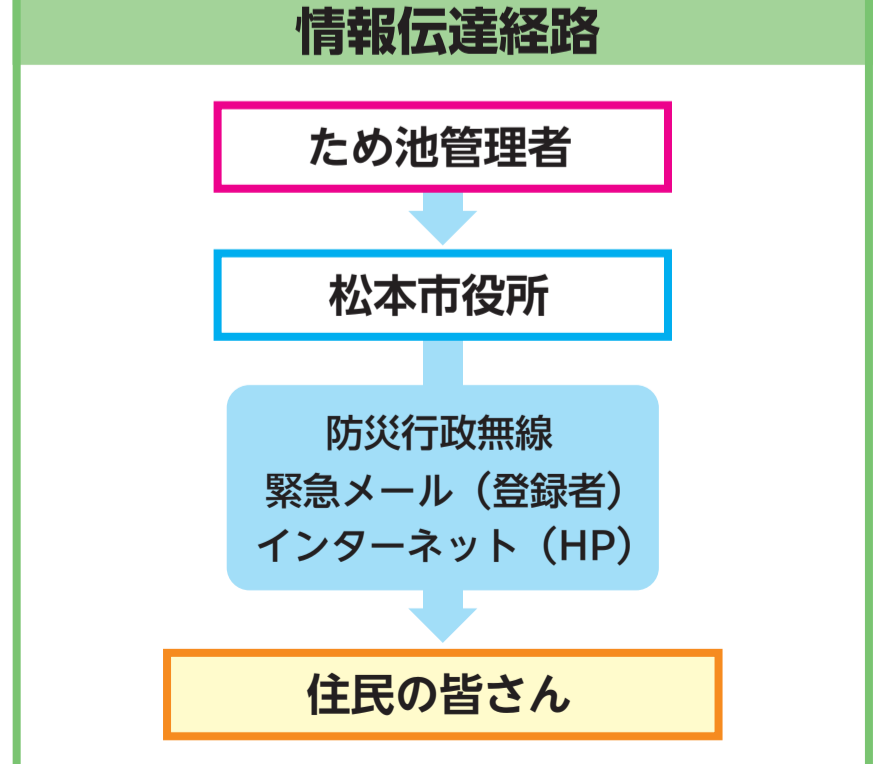 情報伝達経路
ため池管理者
松本市役所
防災行政無線
緊急メール（登録者）
インターネット（HP）
住民の皆さん